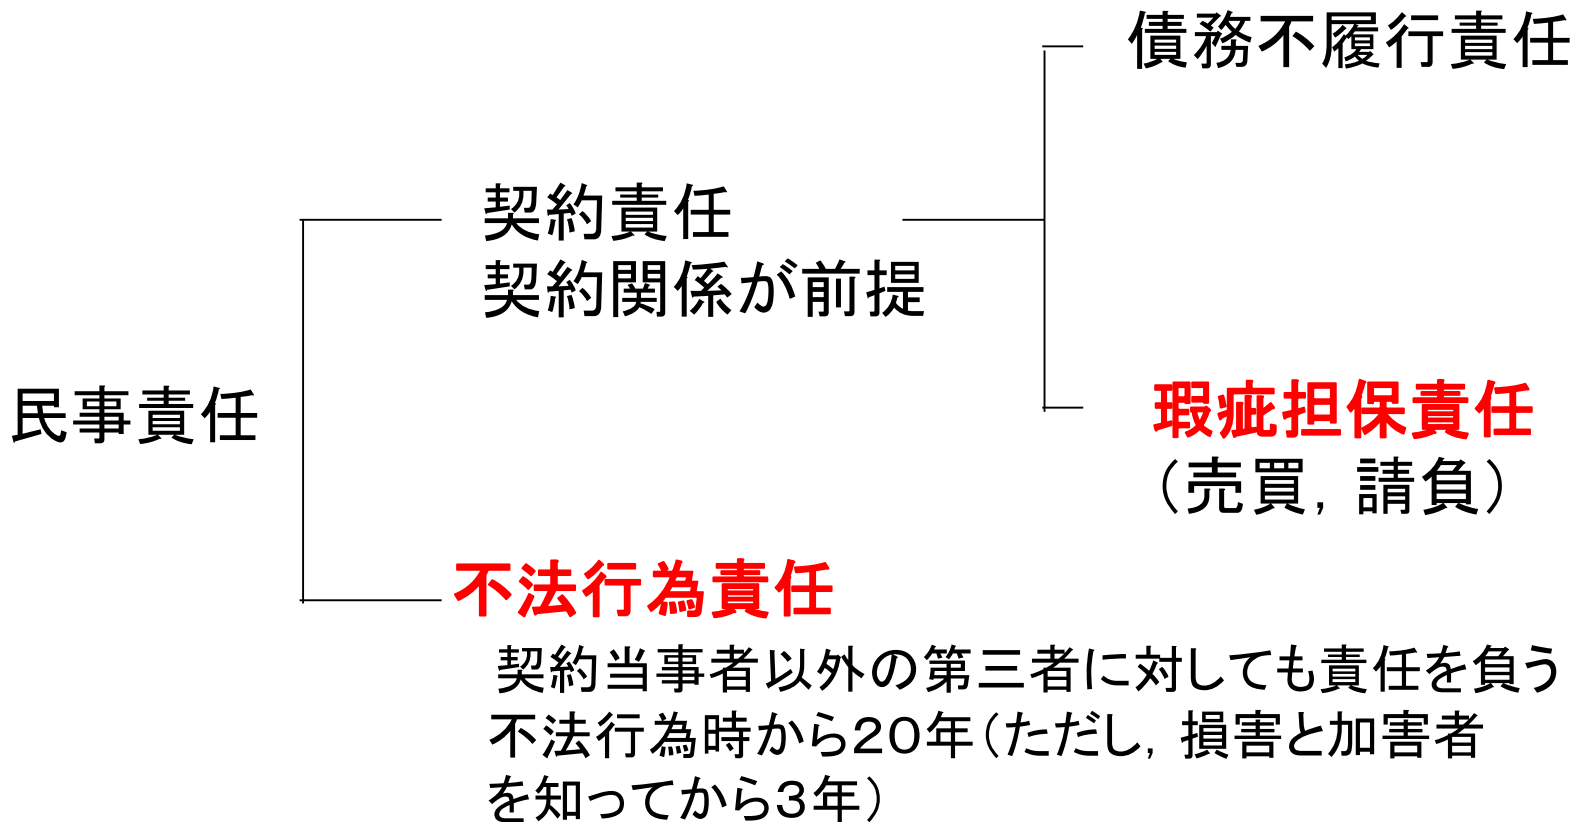 債務不履行責任
契約責任
契約関係が前提
民事責任
瑕疵担保責任
（売買，請負）
不法行為責任
契約当事者以外の第三者に対しても責任を負う
不法行為時から２０年（ただし，損害と加害者
を知ってから３年）